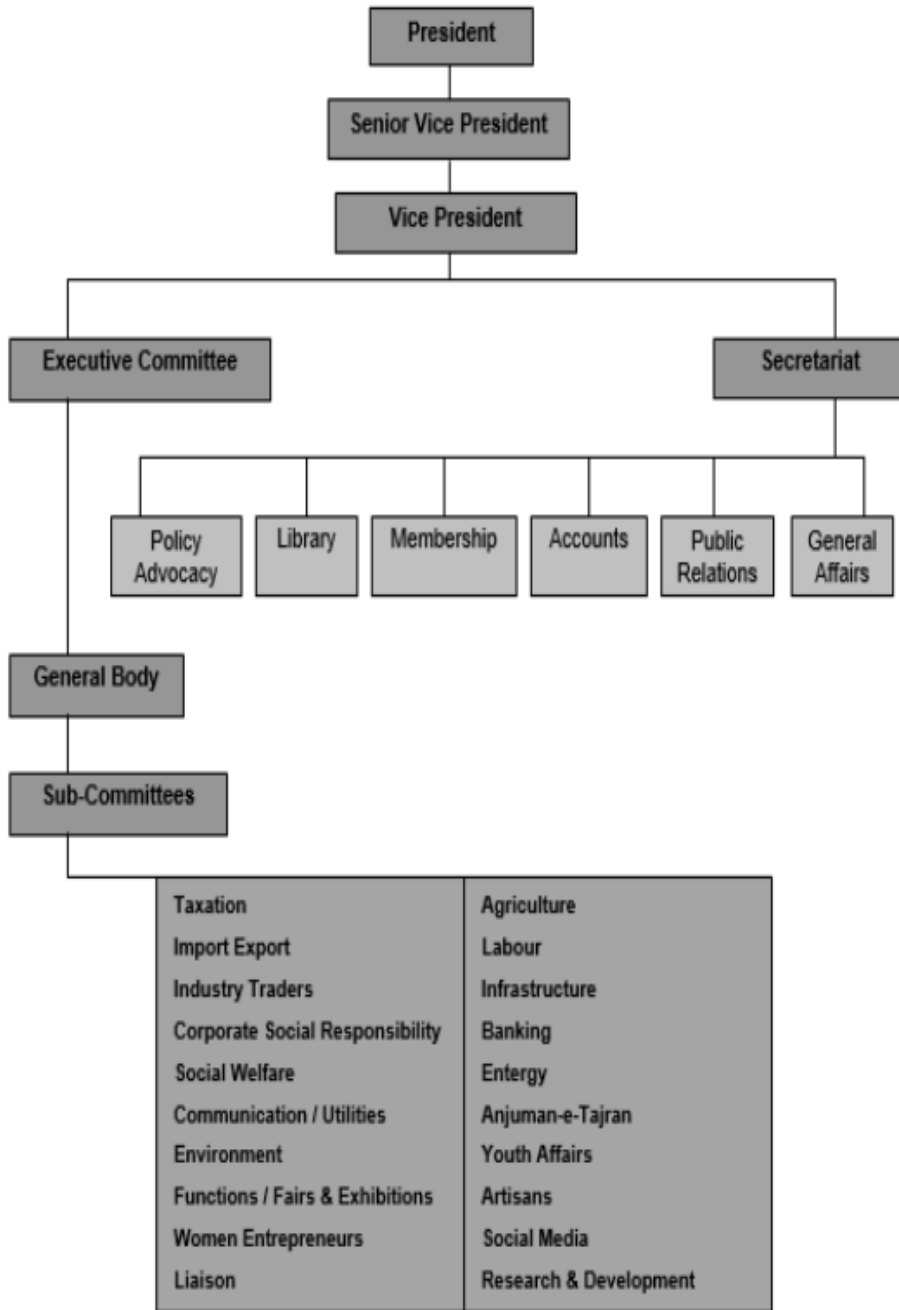 President
Senior Vice President
Vice President
Executive Committee
Secretariat
Policy
Advocacy
Library
Membership
Accounts
Public
Relations
General
Affairs
General Body
Sub-Committees
Taxation
Import Export
Industry Traders
Corporate Social Responsibility
Social Welfare
Communication / Utilities
Environment
Functions / Fairs & Exhibitions
Women Entrepreneurs
Liaison
Agriculture
Labour
Infrastructure
Banking
Entergy
Anjuman-e-Tajran
Youth Affairs
Artisans
Social Media
Research & Development